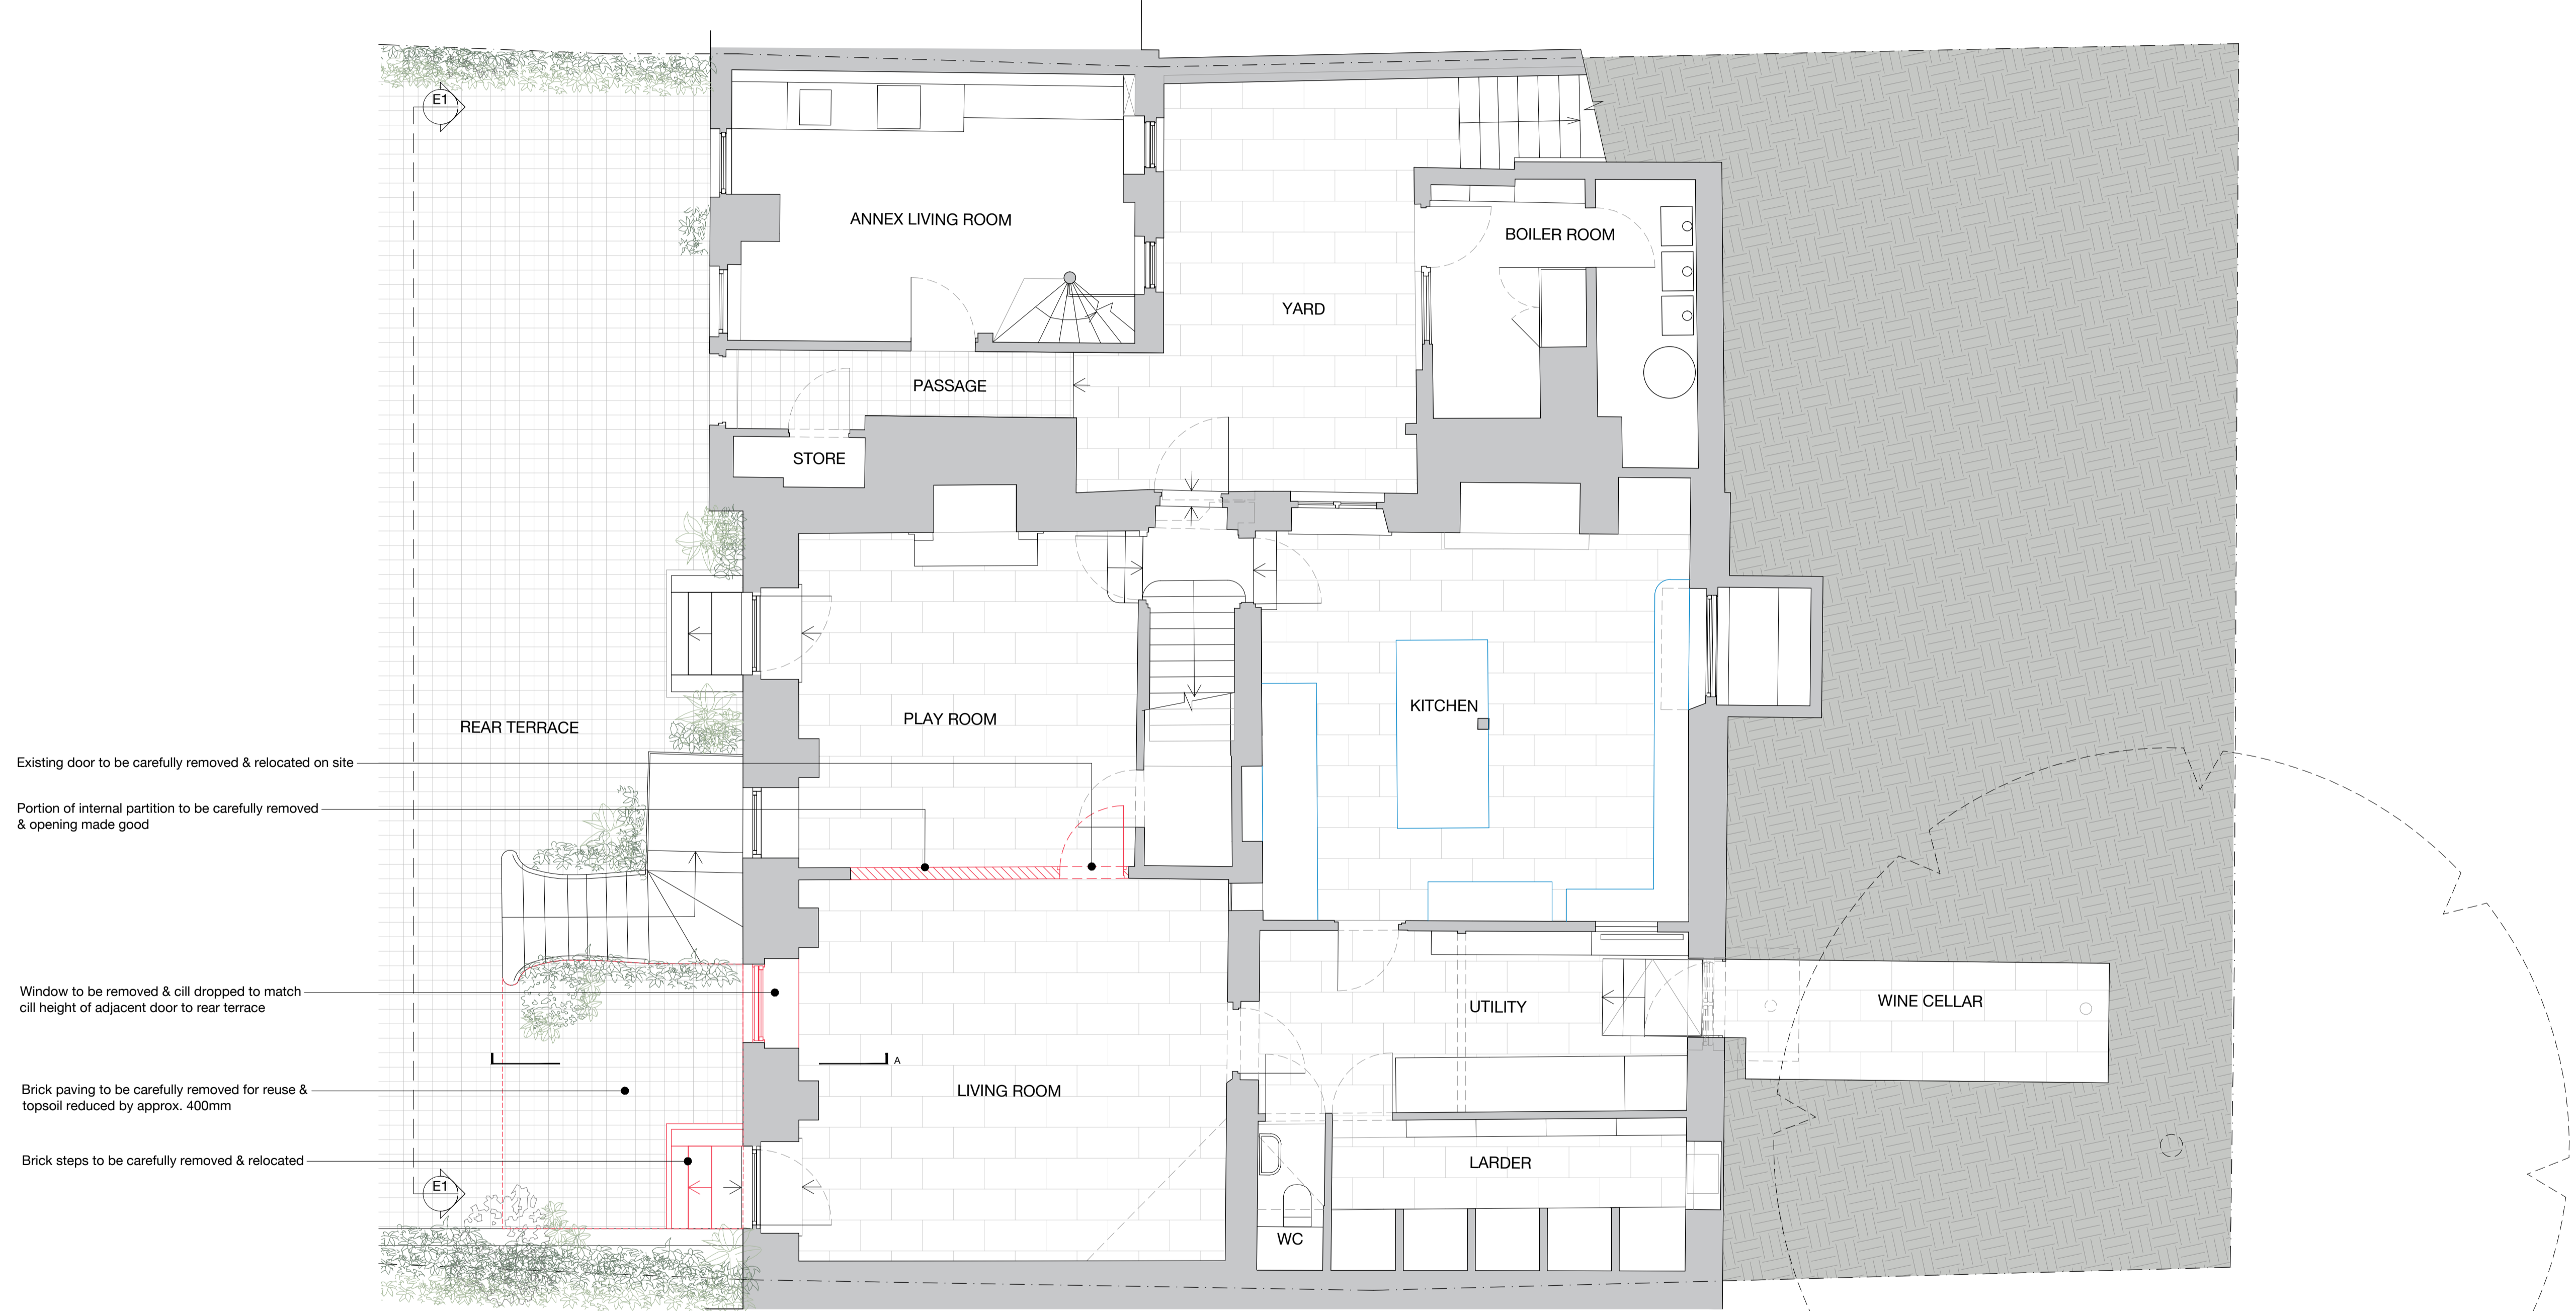 E1
ANNEX LIVING ROOM
BOILER ROOM
YARD
PASSAGE
STORE
KITCHEN
PLAY ROOM
REAR TERRACE
Existing door to be carefully removed & relocated on site
Portion of internal partition to be carefully removed
& opening made good
Window to be removed & cill dropped to match
cill height of adjacent door to rear terrace
UTILITY
WINE CELLAR
A
Brick paving to be carefully removed for reuse &
topsoil reduced by approx. 400mm
LIVING ROOM
Brick steps to be carefully removed & relocated
LARDER
E1
WC